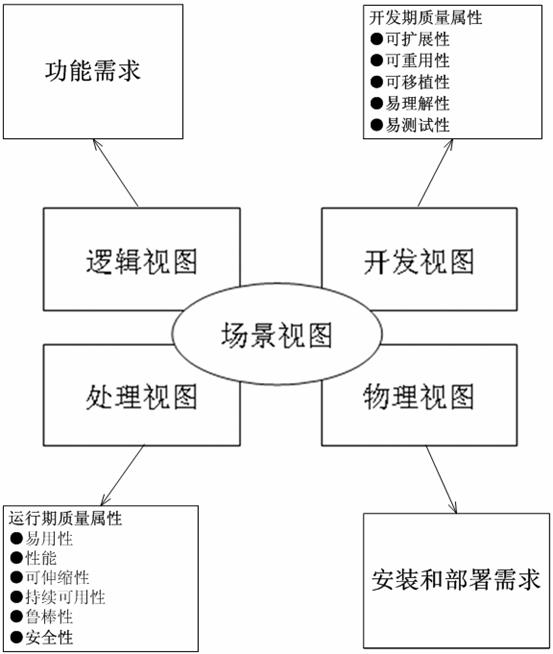 功能需求
开发期质量属性
●可扩展性
●可重用性
●可移植性
●易理解性
●易测试性
逻辑视图
开发视图
场景视图
处理视图
物理视图
运行期质量属性
●易用性
●性能
●可伸缩性
●持续可用性
●鲁棒性
●安全性
安装和部署需求